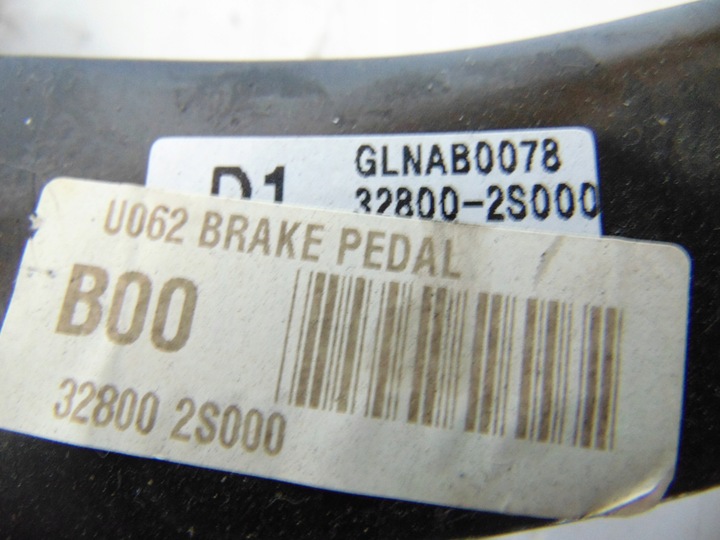 GLNAB0078
D1 32800-2S000
U062 BRAKE PEDAL
B00
32800 2S000